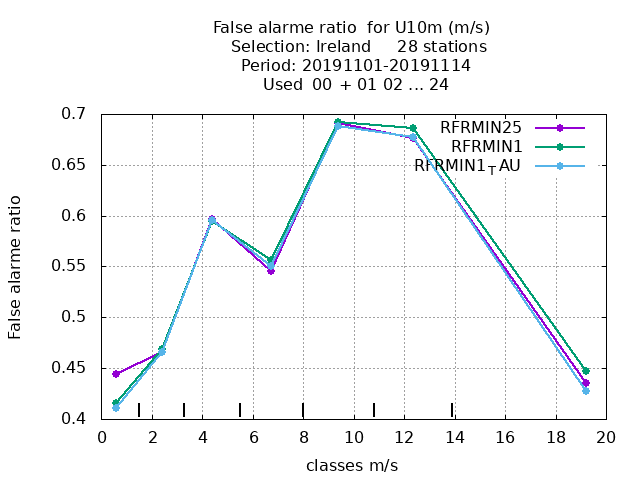 False alarme ratio  for U10m (m/s)
Selection: Ireland     28 stations
Period: 20191101-20191114
Used  00 + 01 02 ... 24
RFRMIN25
RFRMIN1
RFRMIN1TAU
0.7
0.65
0.6
0.55
0.5
0.45
0.4
False alarme ratio
0 2 4 6 8 10 12 14 16 18 20
classes m/s